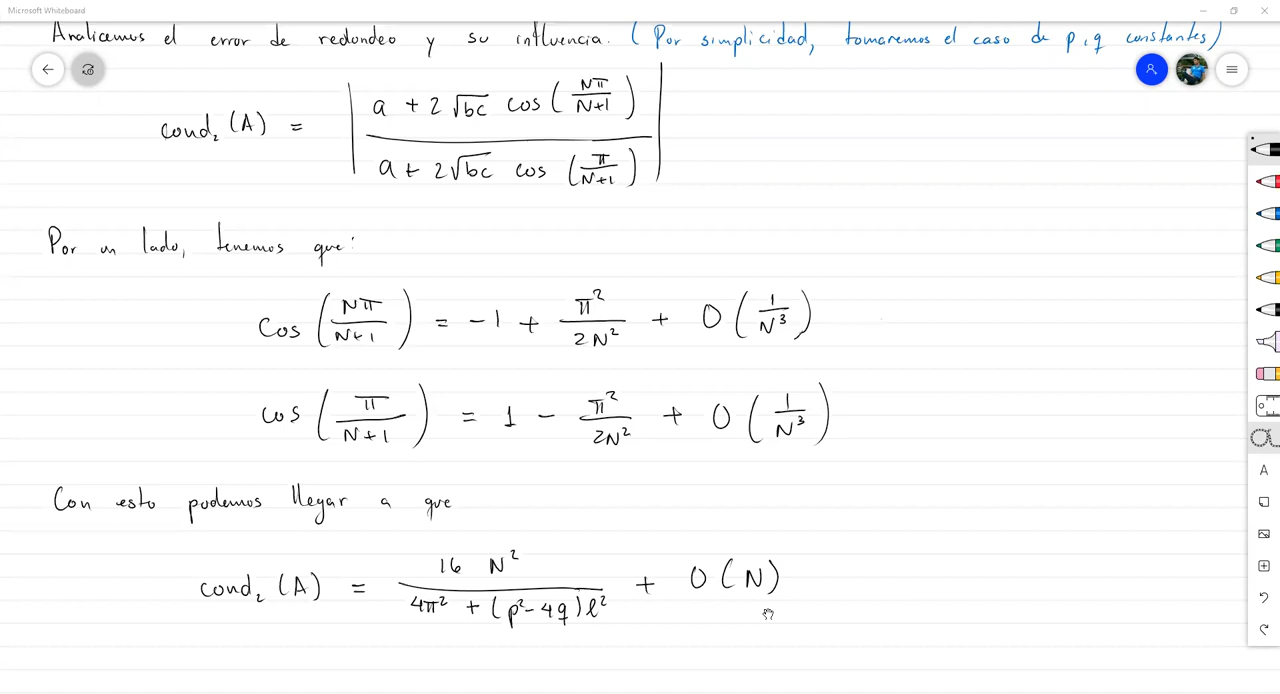 Microsoft Whiteboard
Analicemos el error de redondeo y su influencia. (Por simplicidad, tomaremos el caso de p, q constantes)
cond₂(A) = | (a + 2√bc cos(Nπ/(N+1))) / (a + 2√bc cos(π/(N+1))) |
Por un lado, tenemos que:
cos(Nπ/(N+1)) = -1 + π²/(2N²) + O(1/N³)
cos(π/(N+1)) = 1 - π²/(2N²) + O(1/N³)
Con esto podemos llegar a que
cond₂(A) = 16 N² / (4π² + (p² - 4q)ℓ²) + O(N)
A